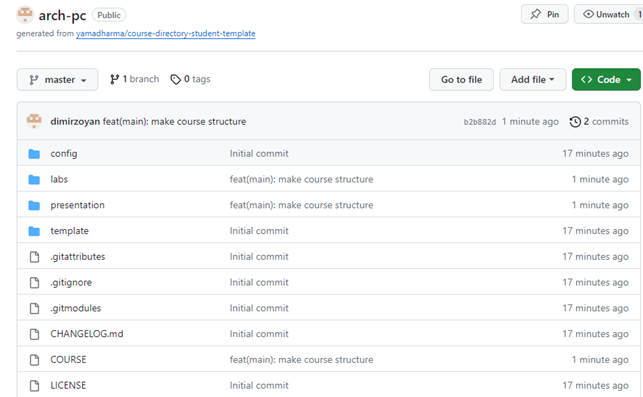 arch-pc Public Pin Unwatch 1
generated from yamadharma/course-directory-student-template
master 1 branch 0 tags Go to file Add file Code
dimirzoyan feat(main): make course structure b2b882d 1 minute ago 2 commits
config Initial commit 17 minutes ago
labs feat(main): make course structure 1 minute ago
presentation feat(main): make course structure 1 minute ago
template Initial commit 17 minutes ago
.gitattributes Initial commit 17 minutes ago
.gitignore Initial commit 17 minutes ago
.gitmodules Initial commit 17 minutes ago
CHANGELOG.md Initial commit 17 minutes ago
COURSE feat(main): make course structure 1 minute ago
LICENSE Initial commit 17 minutes ago